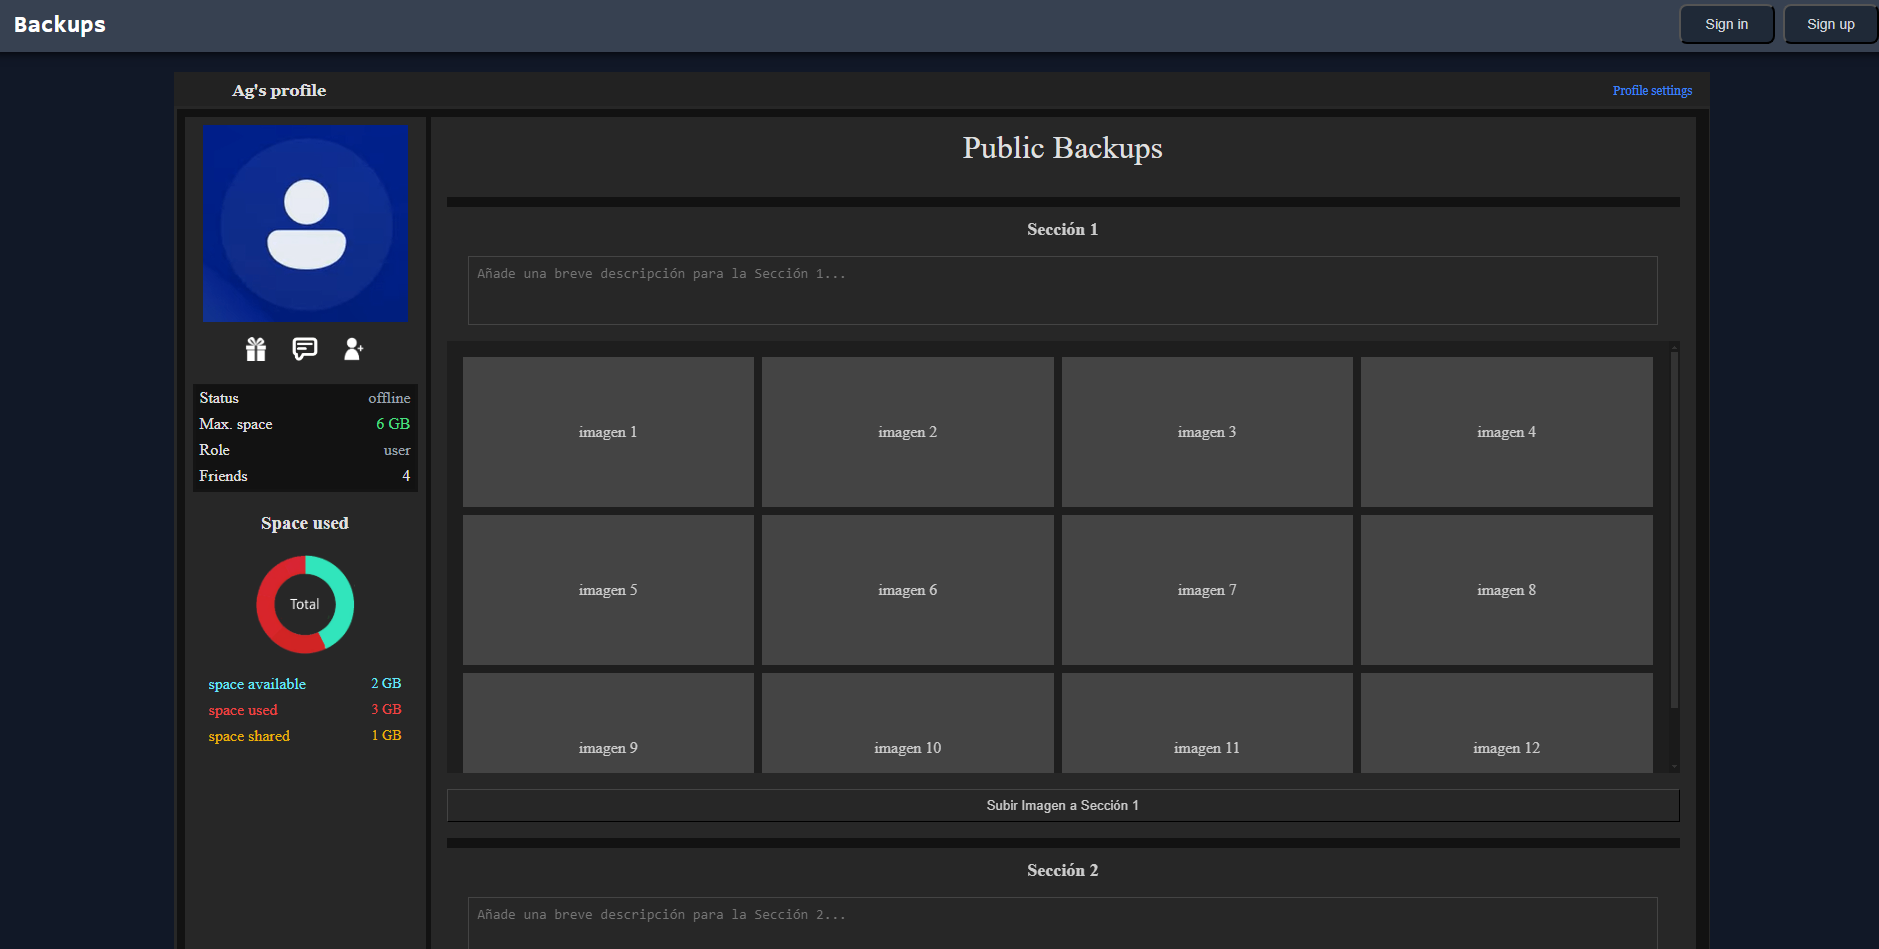 Backups
Sign in
Sign up
Ag's profile
Profile settings
Status offline
Max. space 6 GB
Role user
Friends 4
Space used
Total
space available 2 GB
space used 3 GB
space shared 1 GB
Public Backups
Sección 1
Añade una breve descripción para la Sección 1...
imagen 1
imagen 2
imagen 3
imagen 4
imagen 5
imagen 6
imagen 7
imagen 8
imagen 9
imagen 10
imagen 11
imagen 12
Subir Imagen a Sección 1
Sección 2
Añade una breve descripción para la Sección 2...